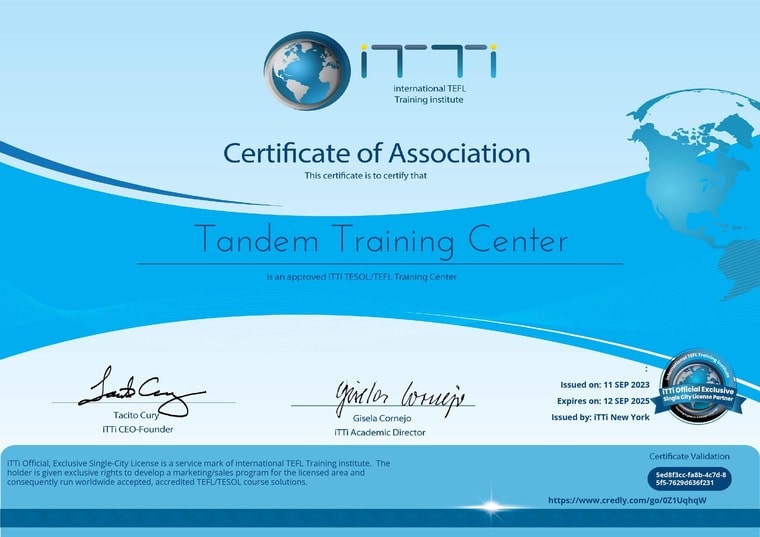 iTTi
international TEFL
Training institute
Certificate of Association
This certificate is to certify that
Tandem Training Center
is an approved iTTi TESOL/TEFL Training Center.
:
Issued on: 11 SEP 2023
Expires on: 12 SEP 2025
Issued by: iTTi New York
International TEFL Training Institute
iTTi Official Exclusive
Single City License Partner
Tacito Cury
iTTi CEO-Founder
Gisela Cornejo
Gisela Cornejo
iTTi Academic Director
iTTi Official, Exclusive Single-City License is a service mark of international TEFL Training Institute. The
holder is given exclusive rights to develop a marketing/sales program for the licensed area and
consequently run worldwide accepted, accredited TEFL/TESOL course solutions.
Certificate Validation
5ed8f3cc-fa8b-4c7d-8
5f5-7629d636f231
https://www.credly.com/go/0Z1UqhqW